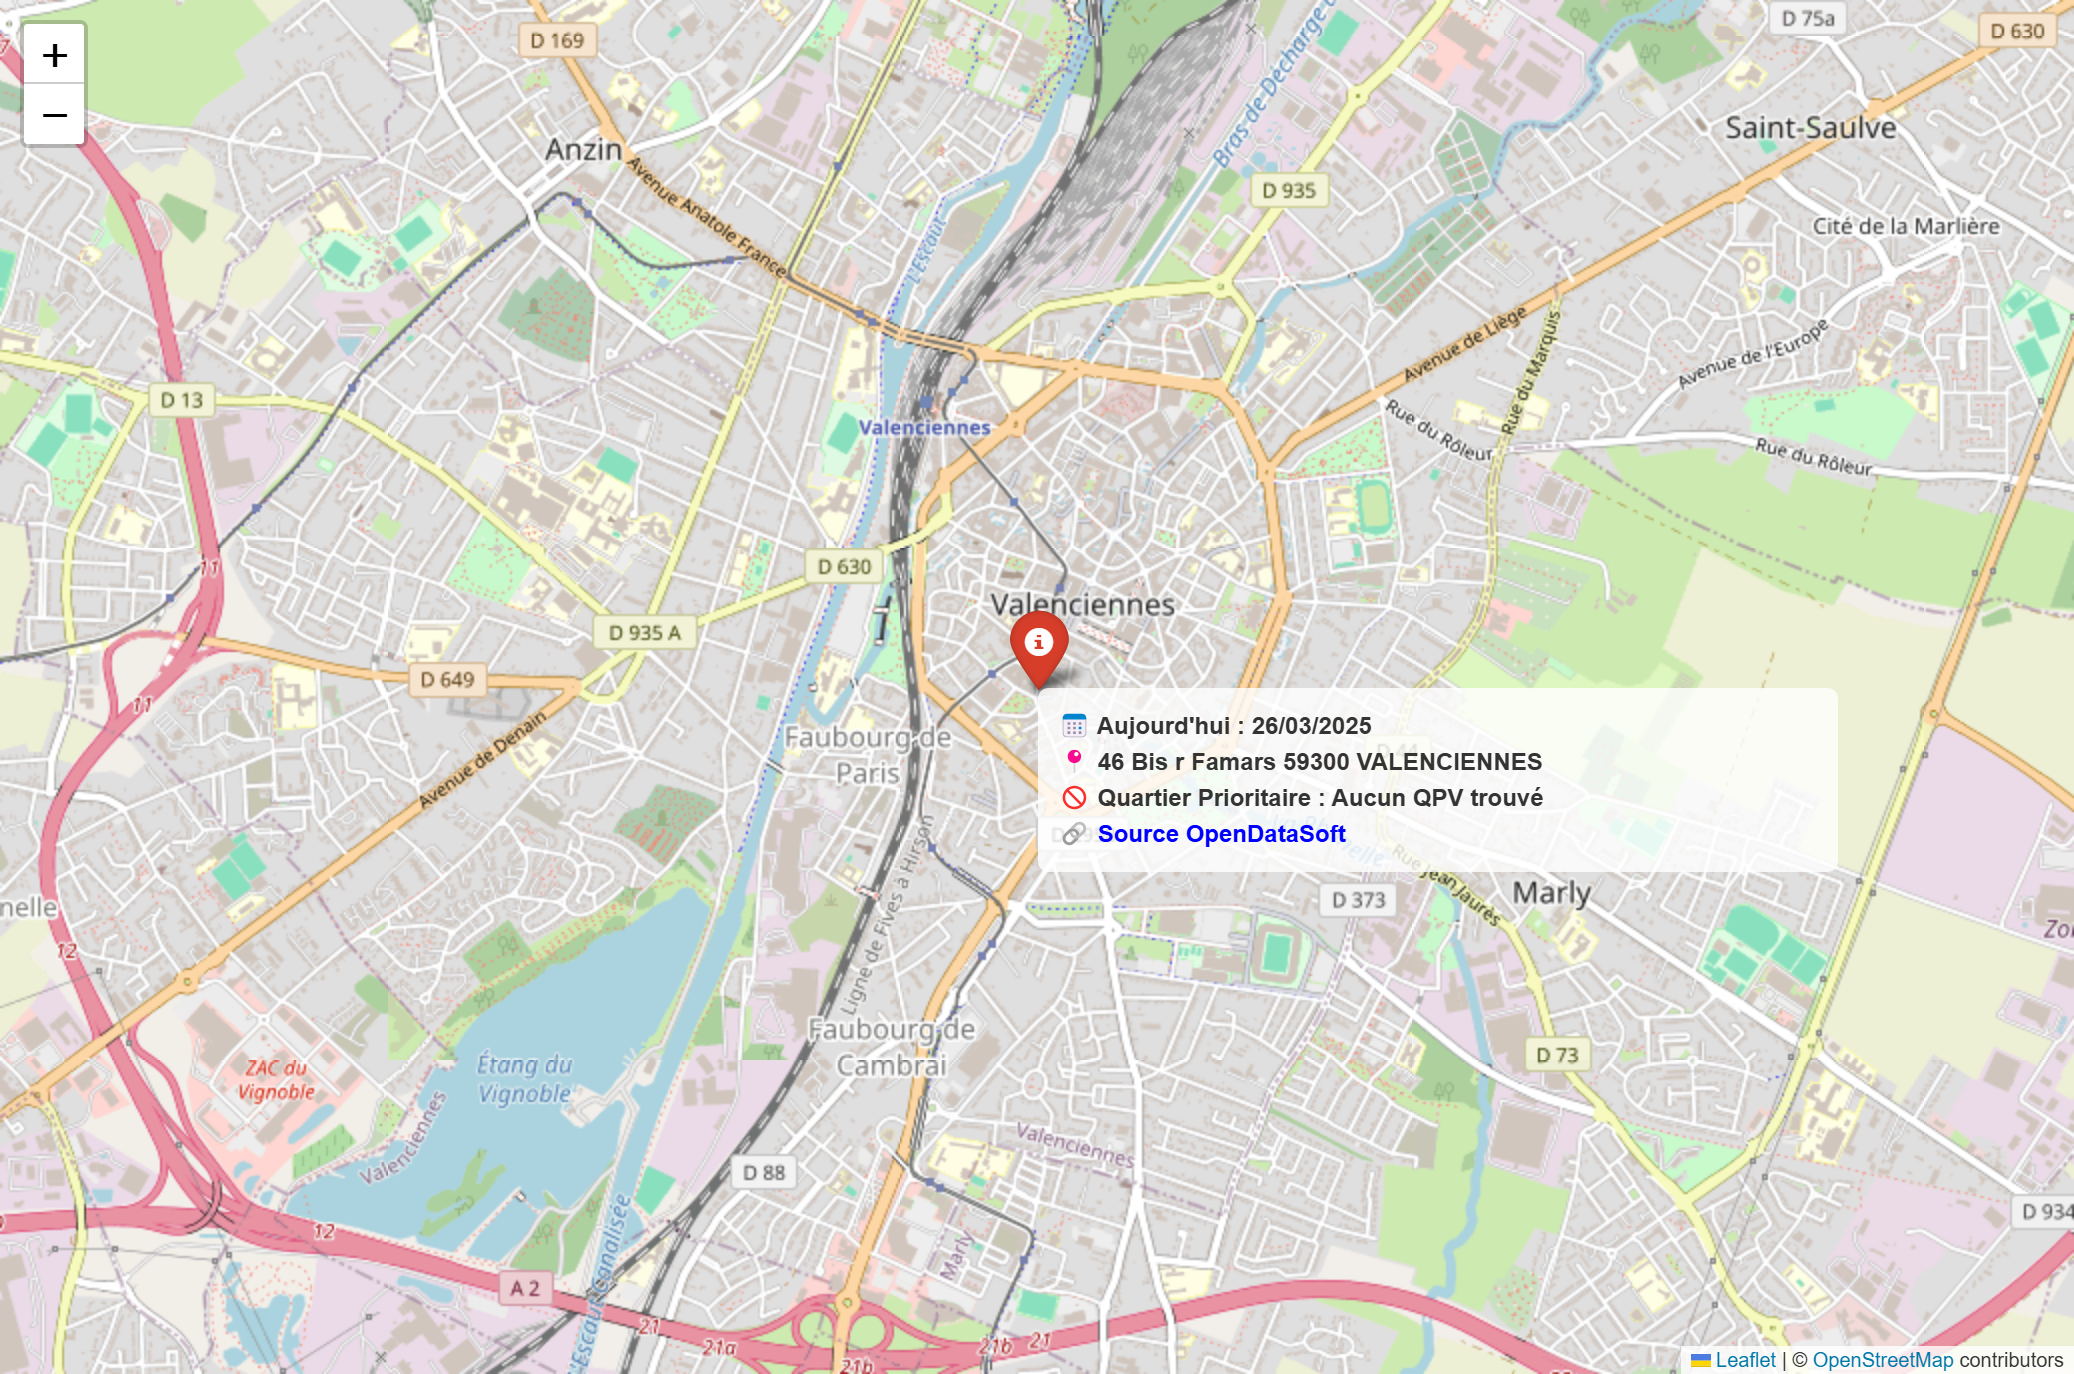 +
−
D 169
D 75a
D 630
Bras de Décharge
Anzin
Saint-Saulve
Avenue Anatole France
D 935
Cité de la Marlière
L'Escaut
Avenue de Liège
Rue du Marquis
Avenue de l'Europe
D 13
Rue du Rôleur
Valenciennes
Rue du Rôleur
11
D 630
Valenciennes
D 935 A
D 649
11
Avenue de Denain
Faubourg de
Paris
Aujourd'hui : 26/03/2025
46 Bis r Famars 59300 VALENCIENNES
Quartier Prioritaire : Aucun QPV trouvé
Source OpenDataSoft
Ligne de Fives à Hirson
Rue Jean Jaurès
nelle
D 373
Marly
12
Zo
Faubourg de
Cambrai
ZAC du
Vignoble
Étang du
Vignoble
D 73
Valenciennes
Valenciennes
D 88
D 934
12
Marly
L'Escaut Canalisée
A 2
21
21a
21b
21b
21
Leaflet | © OpenStreetMap contributors